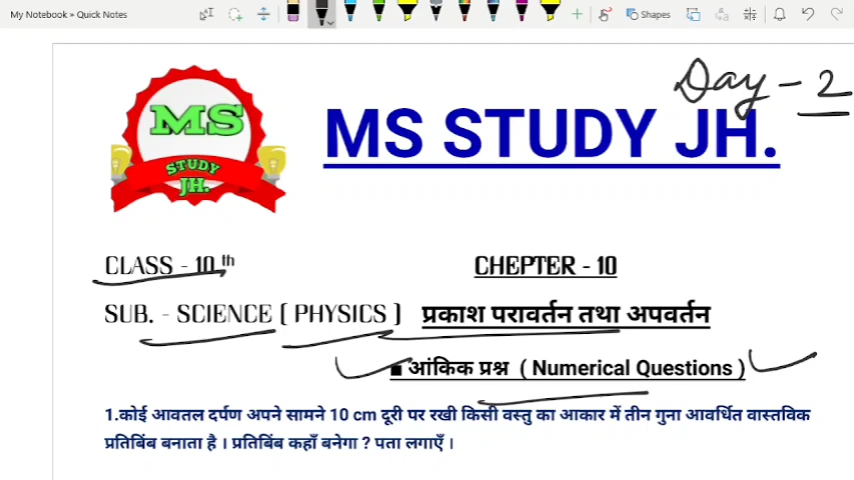 My Notebook » Quick Notes
Shapes
Day - 2
MS
STUDY
JH.
MS STUDY JH.
CLASS - 10th
CHEPTER - 10
SUB. - SCIENCE [ PHYSICS ] प्रकाश परावर्तन तथा अपवर्तन
■ आंकिक प्रश्न ( Numerical Questions )
1.कोई आवतल दर्पण अपने सामने 10 cm दूरी पर रखी किसी वस्तु का आकार में तीन गुना आवर्धित वास्तविक
प्रतिबिंब बनाता है । प्रतिबिंब कहाँ बनेगा ? पता लगाएँ ।